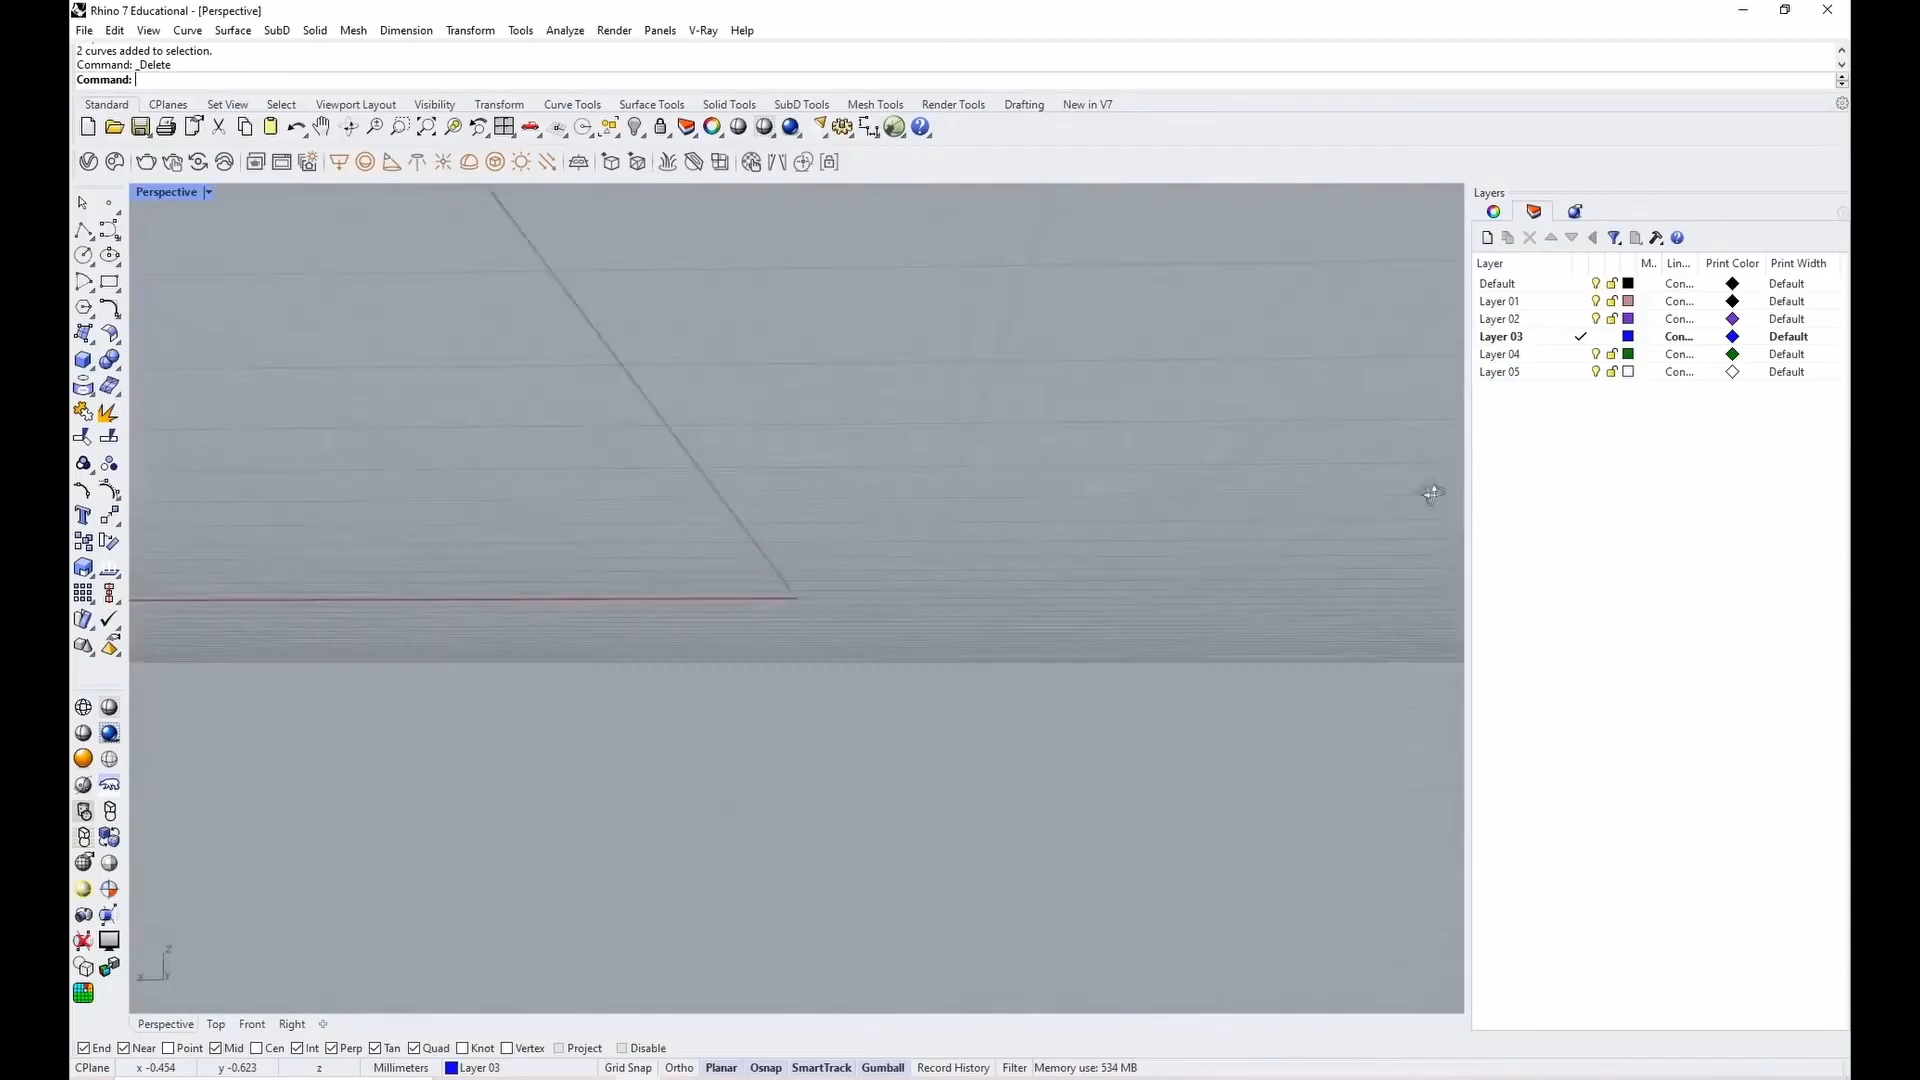 Rhino 7 Educational - [Perspective]
File Edit View Curve Surface SubD Solid Mesh Dimension Transform Tools Analyze Render Panels V-Ray Help
2 curves added to selection.
Command: _Delete
Command:
Standard CPlanes Set View Select Viewport Layout Visibility Transform Curve Tools Surface Tools Solid Tools SubD Tools Mesh Tools Render Tools Drafting New in V7
Perspective
Layers
Layer M.. Lin... Print Color Print Width
Default Con... Default
Layer 01 Con... Default
Layer 02 Con... Default
Layer 03 Con... Default
Layer 04 Con... Default
Layer 05 Con... Default
z
x y
Perspective Top Front Right
End Near Point Mid Cen Int Perp Tan Quad Knot Vertex Project Disable
CPlane x -0.454 y -0.623 z Millimeters Layer 03 Grid Snap Ortho Planar Osnap SmartTrack Gumball Record History Filter Memory use: 534 MB